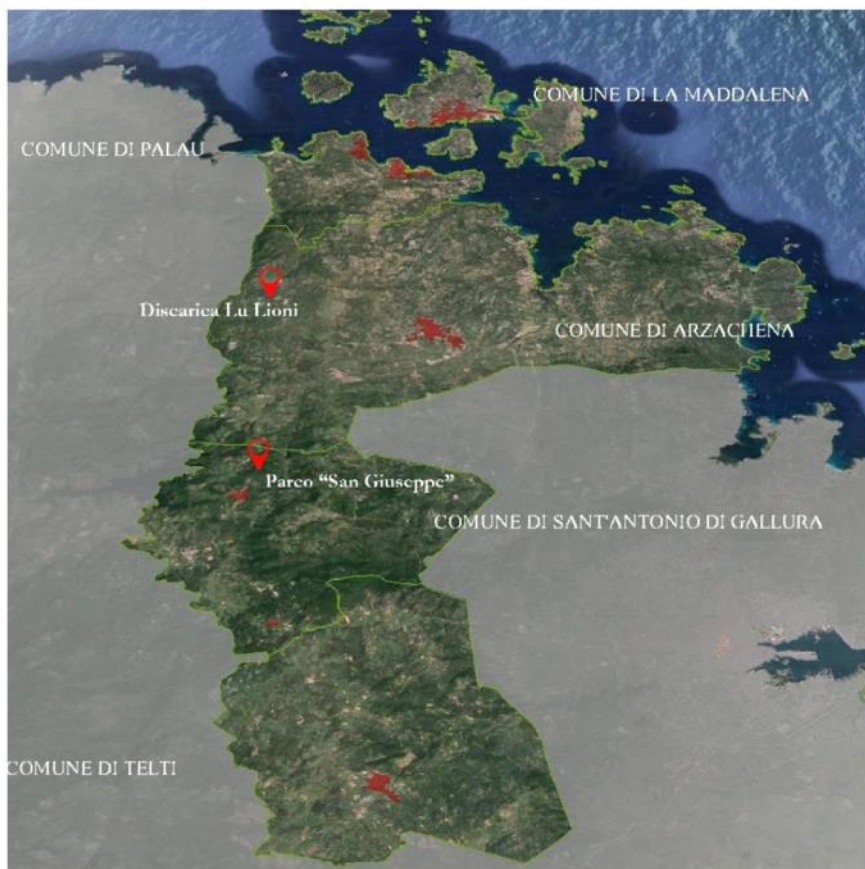 COMUNE DI LA MADDALENA
COMUNE DI PALAU
Discarica Lu Lioni
COMUNE DI ARZACHENA
Parco “San Giuseppe”
COMUNE DI SANT'ANTONIO DI GALLURA
COMUNE DI TELTI